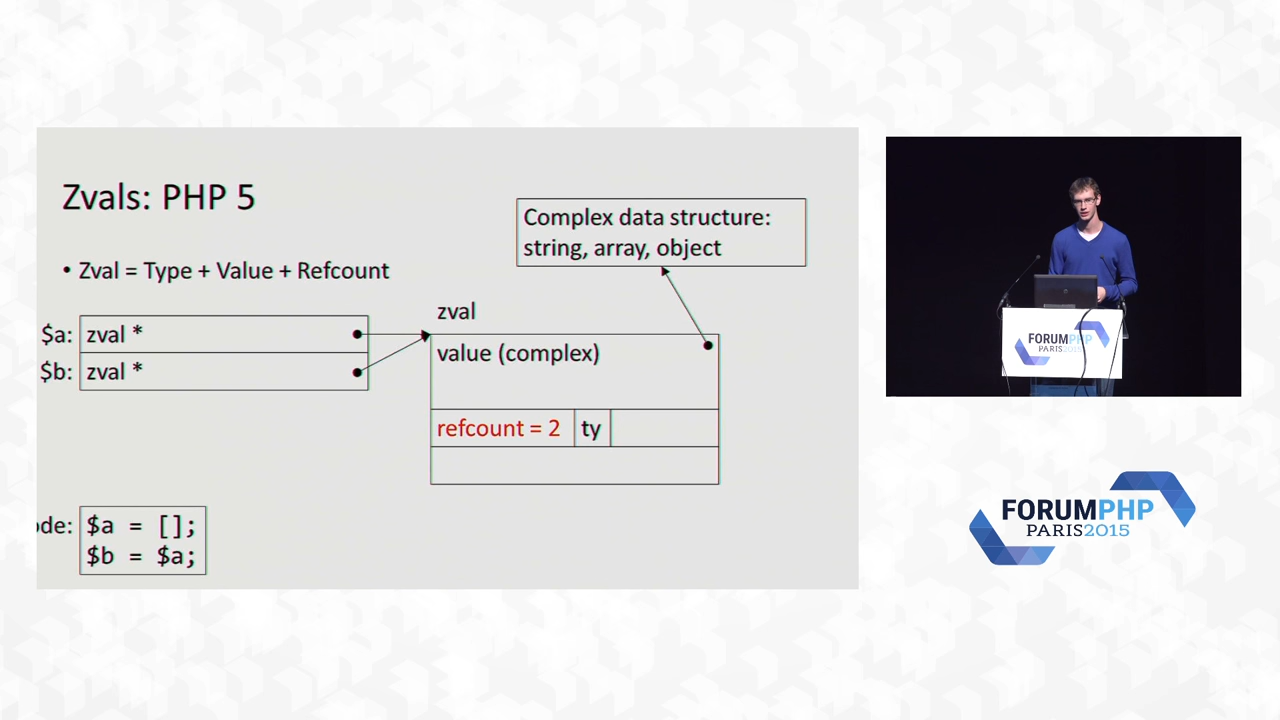 Zvals: PHP 5
• Zval = Type + Value + Refcount
Complex data structure:
string, array, object
zval
$a: zval *
$b: zval *
value (complex)
refcount = 2 ty
ode: $a = [];
$b = $a;
FORUMPHP
PARIS2015
FORUMPHP
PARIS2015